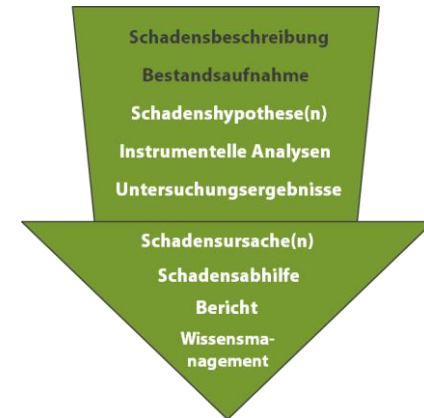 Schadensbeschreibung
Bestandsaufnahme
Schadenshypothese(n)
Instrumentelle Analysen
Untersuchungsergebnisse
Schadensursache(n)
Schadensabhilfe
Bericht
Wissensma-
nagement